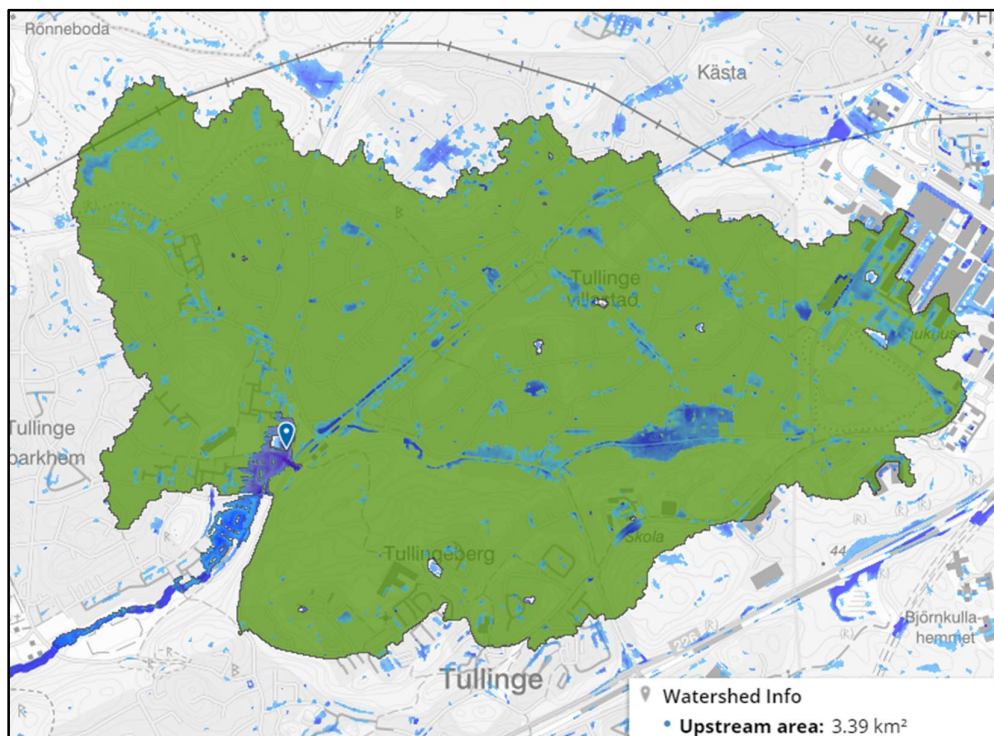 Rönneboda
Kästa
Tullinge
villastad
Tullinge
parkhem
Tullingeberg
Skola
44
Björnkulla-
hemmet
226
Tullinge
Watershed Info
Upstream area: 3.39 km²